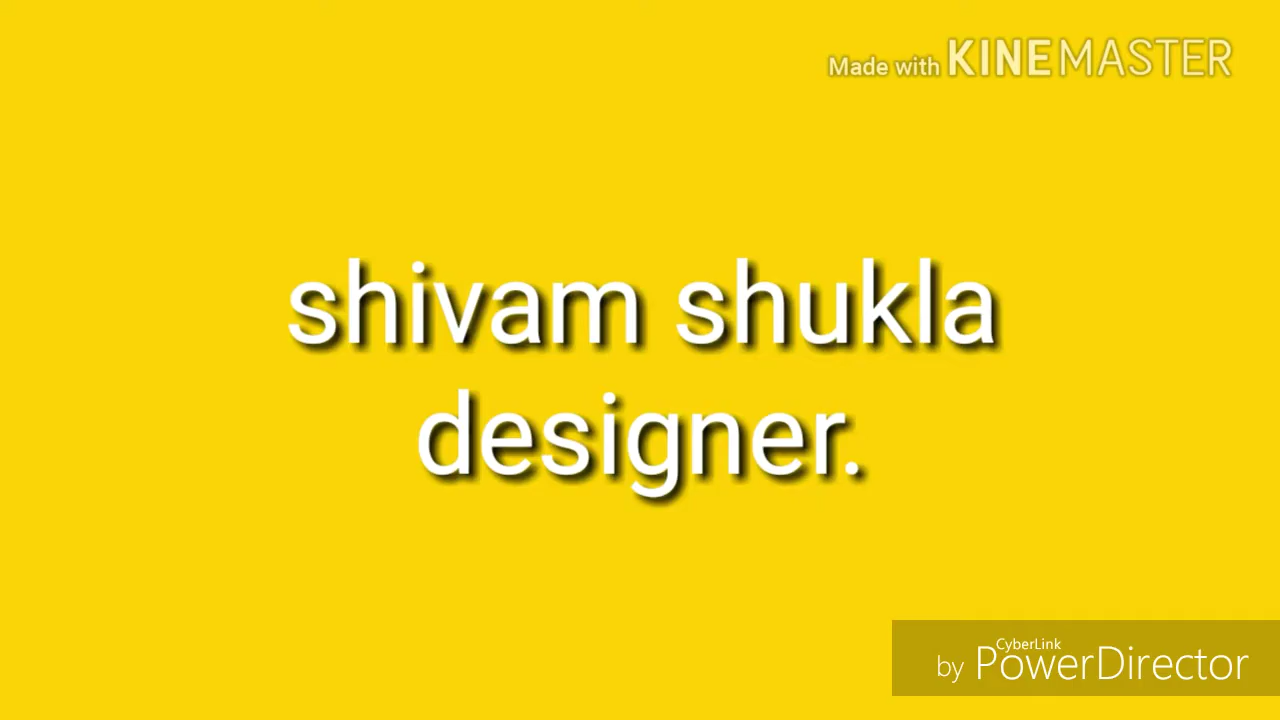 Made with KINEMASTER
shivam shukla
designer.
CyberLink
by PowerDirector